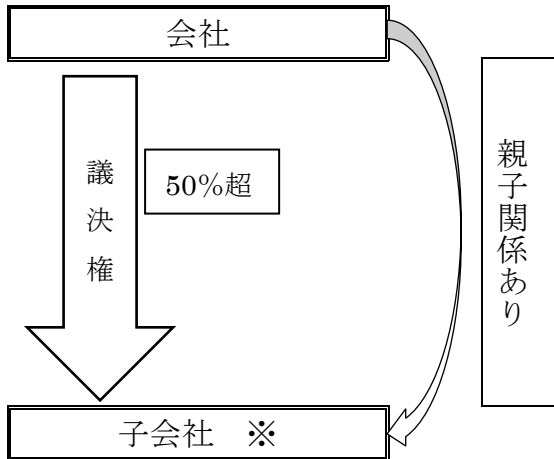 会社
議決権
50％超
親子関係あり
子会社　※